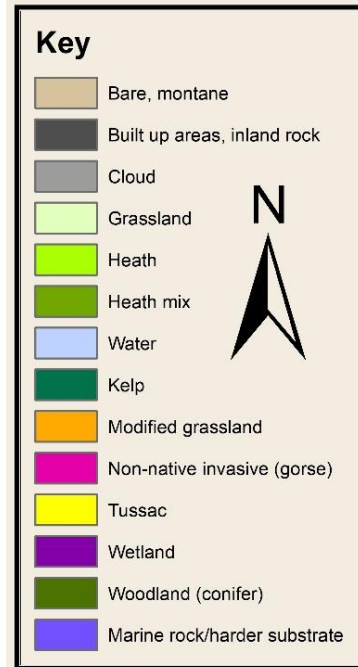 Key
Bare, montane
Built up areas, inland rock
Cloud
Grassland
N
Heath
Heath mix
Water
Kelp
Modified grassland
Non-native invasive (gorse)
Tussac
Wetland
Woodland (conifer)
Marine rock/harder substrate